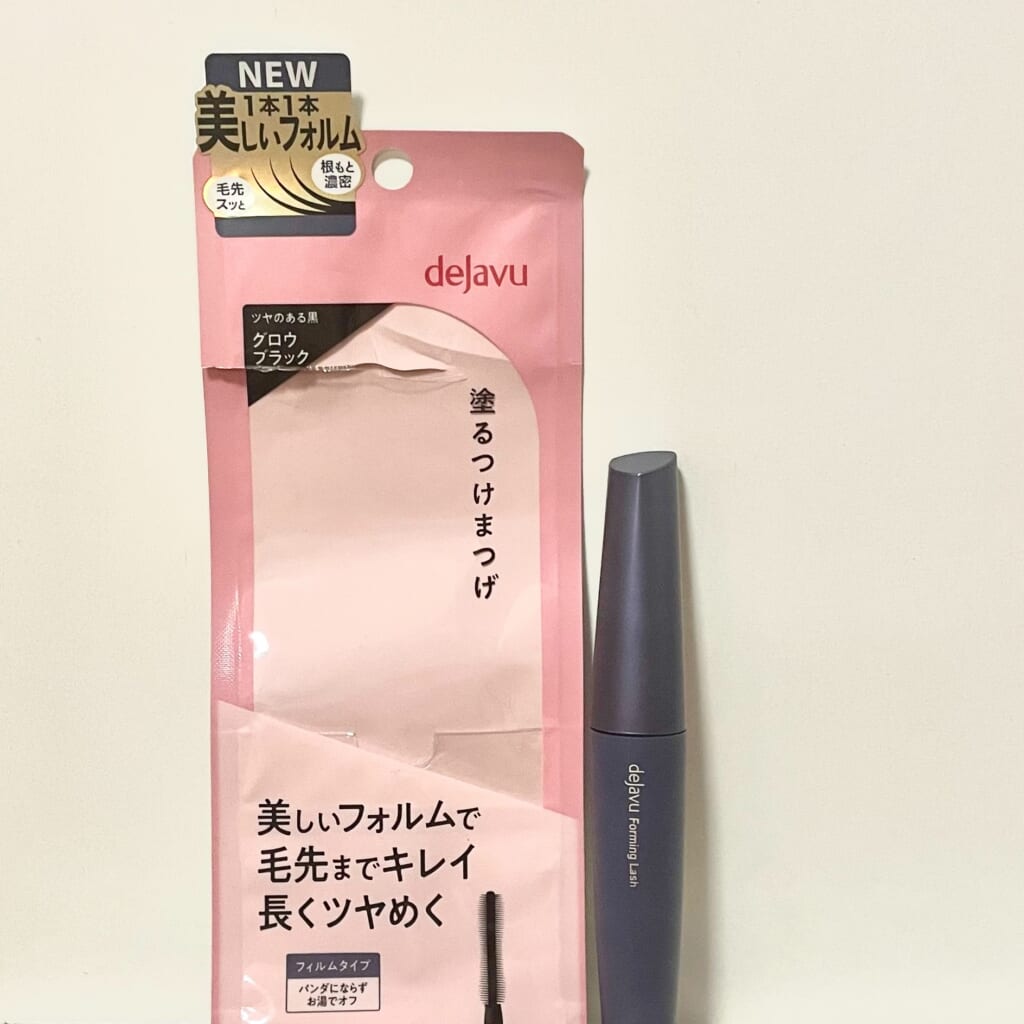 NEW
1本1本
美しいフォルム
根もと
濃密
毛先
スッと
dejavu
ツヤのある黒
グロウ
ブラック
塗るつけまつげ
美しいフォルムで
毛先までキレイ
長くツヤめく
フィルムタイプ
パンダにならず
お湯でオフ
dejavu Forming Lash